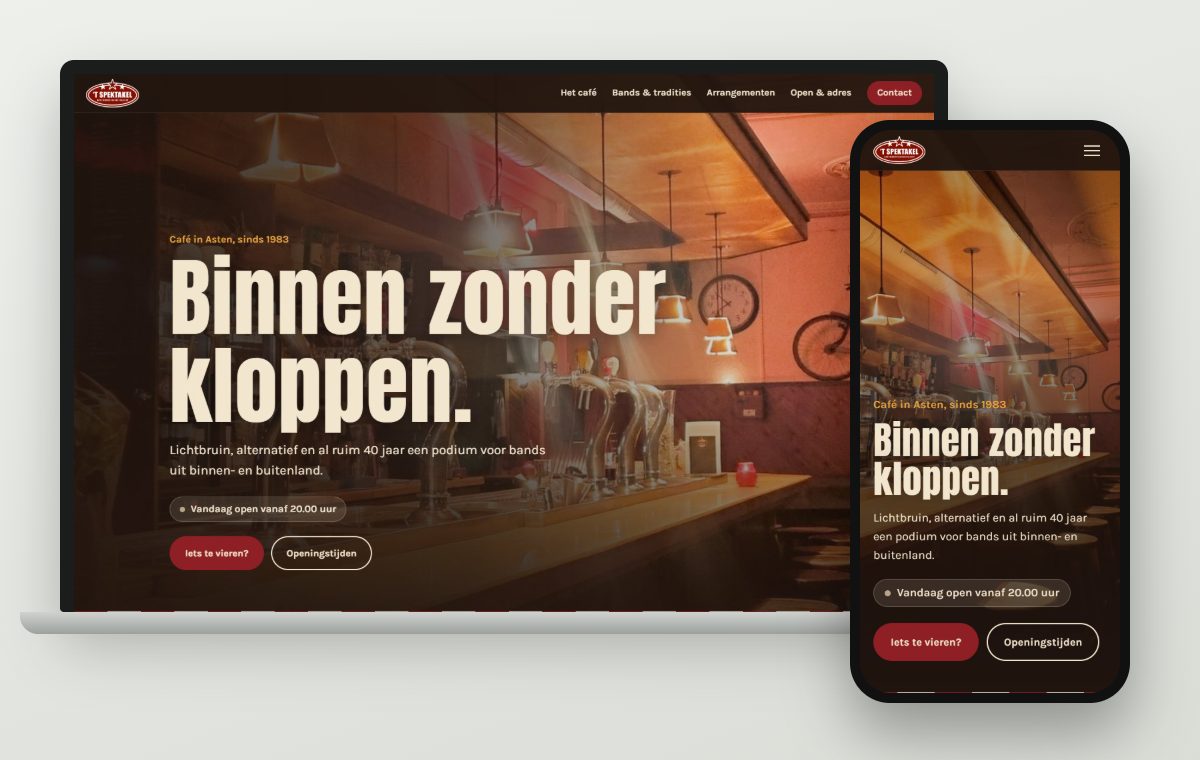 'T SPEKTAKEL
Het café
Bands & tradities
Arrangementen
Open & adres
Contact
Café in Asten, sinds 1983
Binnen zonder
kloppen.
Lichtbruin, alternatief en al ruim 40 jaar een podium voor bands
uit binnen- en buitenland.
Vandaag open vanaf 20.00 uur
Iets te vieren?
Openingstijden
'T SPEKTAKEL
Café in Asten, sinds 1983
Binnen zonder
kloppen.
Lichtbruin, alternatief en al ruim 40 jaar
een podium voor bands uit binnen- en
buitenland.
Vandaag open vanaf 20.00 uur
Iets te vieren?
Openingstijden